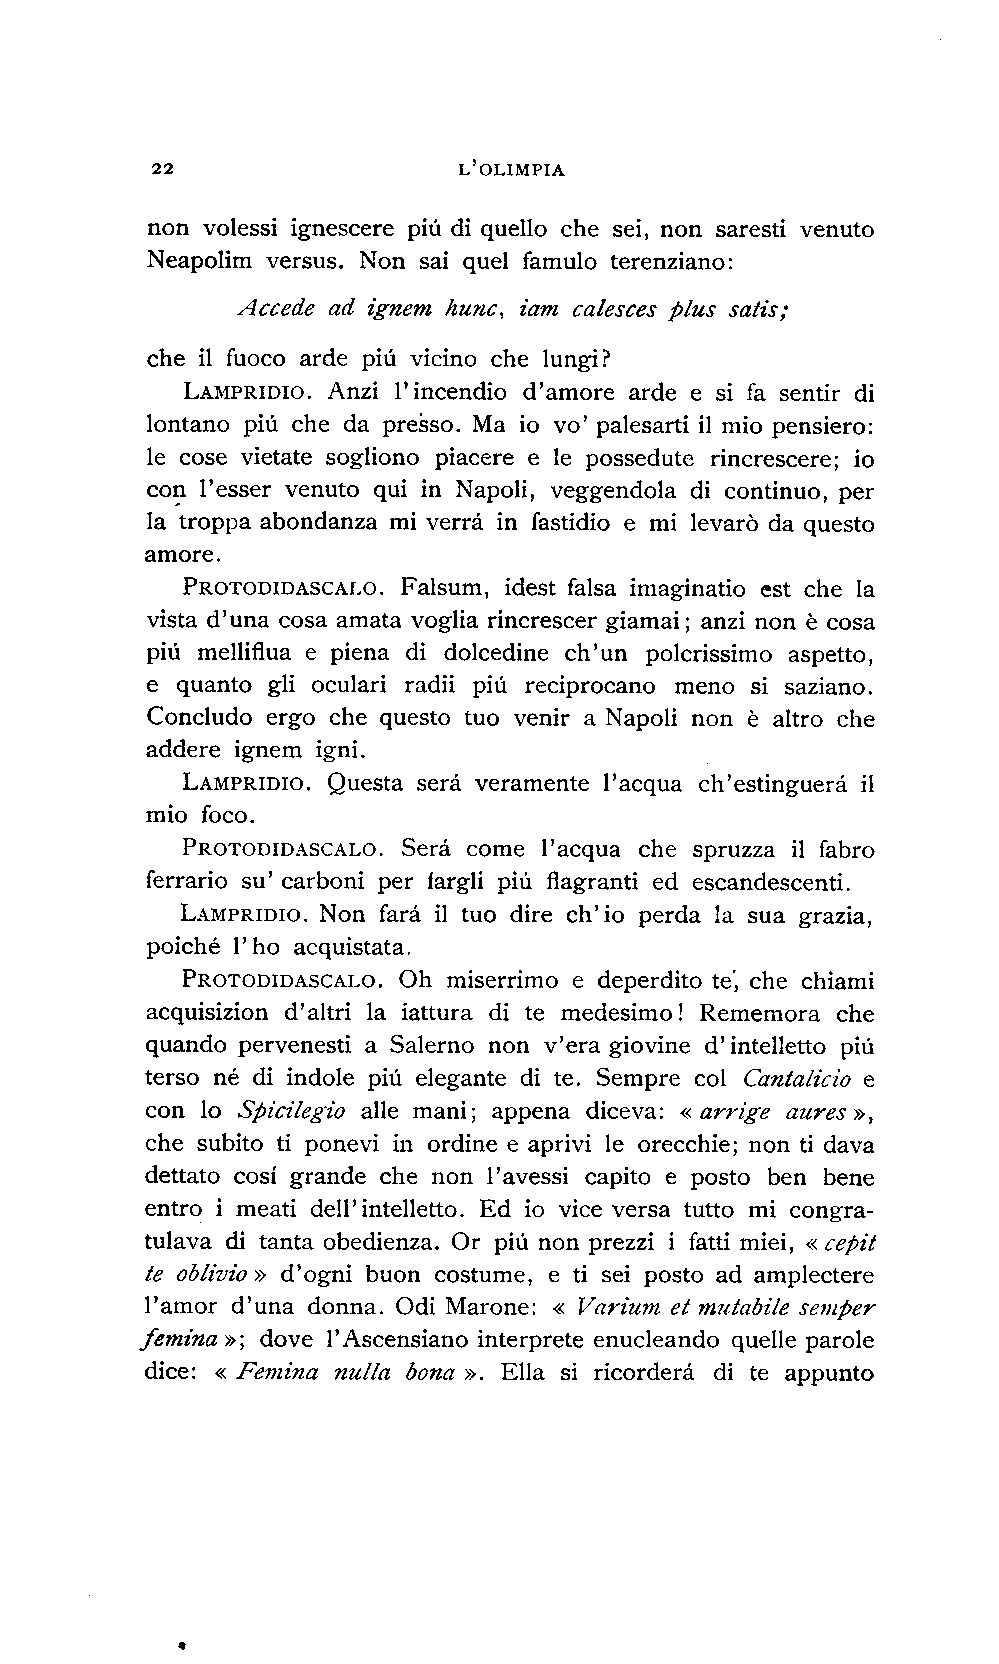 22 L'OLIMPIA
non volessi ignescere piú di quello che sei, non saresti venuto
Neapolim versus. Non sai quel famulo terenziano:
Accede ad ignem hunc, iam calesces plus satis;
che il fuoco arde piú vicino che lungi?
LAMPRIDIO. Anzi l'incendio d'amore arde e si fa sentir di
lontano piú che da presso. Ma io vo' palesarti il mio pensiero:
le cose vietate sogliono piacere e le possedute rincrescere; io
con l'esser venuto qui in Napoli, veggendola di continuo, per
la troppa abondanza mi verrá in fastidio e mi levarò da questo
amore.
PROTODIDASCALO. Falsum, idest falsa imaginatio est che la
vista d'una cosa amata voglia rincrescer giamai; anzi non è cosa
piú melliflua e piena di dolcedine ch'un polcrissimo aspetto,
e quanto gli oculari radii piú reciprocano meno si saziano.
Concludo ergo che questo tuo venir a Napoli non è altro che
addere ignem igni.
LAMPRIDIO. Questa será veramente l'acqua ch'estinguerá il
mio foco.
PROTODIDASCALO. Será come l'acqua che spruzza il fabro
ferrario su' carboni per fargli piú flagranti ed escandescenti.
LAMPRIDIO. Non fará il tuo dire ch'io perda la sua grazia,
poiché l'ho acquistata.
PROTODIDASCALO. Oh miserrimo e deperdito te, che chiami
acquisizion d'altri la iattura di te medesimo! Rememora che
quando pervenesti a Salerno non v'era giovine d'intelletto piú
terso né di indole piú elegante di te. Sempre col Cantalicio e
con lo Spicilegio alle mani; appena diceva: « arrige aures »,
che subito ti ponevi in ordine e aprivi le orecchie; non ti dava
dettato cosí grande che non l'avessi capito e posto ben bene
entro i meati dell'intelletto. Ed io vice versa tutto mi congra-
tulava di tanta obedienza. Or piú non prezzi i fatti miei, « cepit
te oblivio » d'ogni buon costume, e ti sei posto ad amplectere
l'amor d'una donna. Odi Marone: « Varium et mutabile semper
femina »; dove l'Ascensiano interprete enucleando quelle parole
dice: « Femina nulla bona ». Ella si ricorderá di te appunto